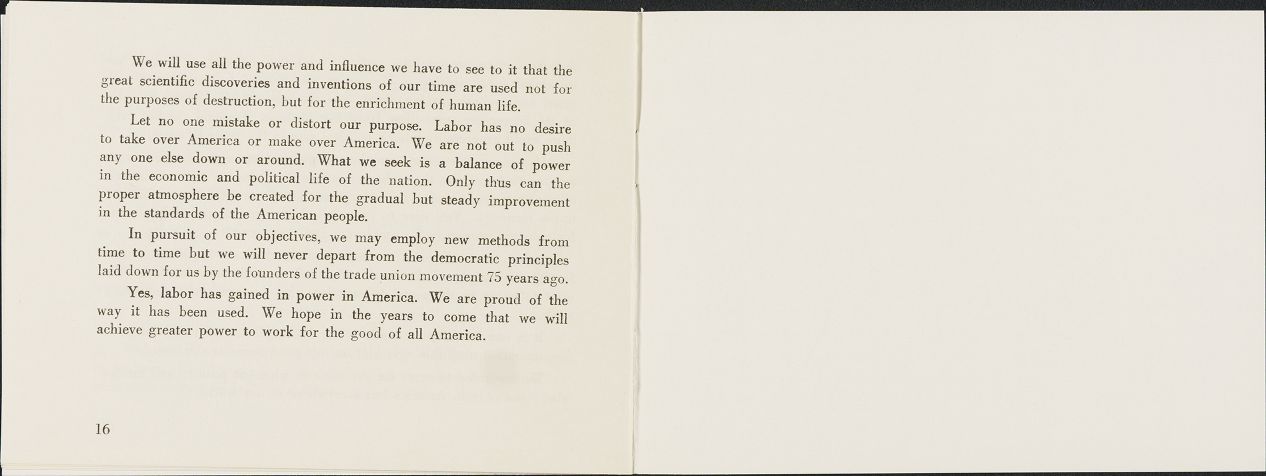 We will use all the power and influence we have to see to it that the
great scientific discoveries and inventions of our time are used not for
the purposes of destruction, but for the enrichment of human life.
Let no one mistake or distort our purpose. Labor has no desire
to take over America or make over America. We are not out to push
any one else down or around. What we seek is a balance of power
in the economic and political life of the nation. Only thus can the
proper atmosphere be created for the gradual but steady improvement
in the standards of the American people.
In pursuit of our objectives, we may employ new methods from
time to time but we will never depart from the democratic principles
laid down for us by the founders of the trade union movement 75 years ago.
Yes, labor has gained in power in America. We are proud of the
way it has been used. We hope in the years to come that we will
achieve greater power to work for the good of all America.
16